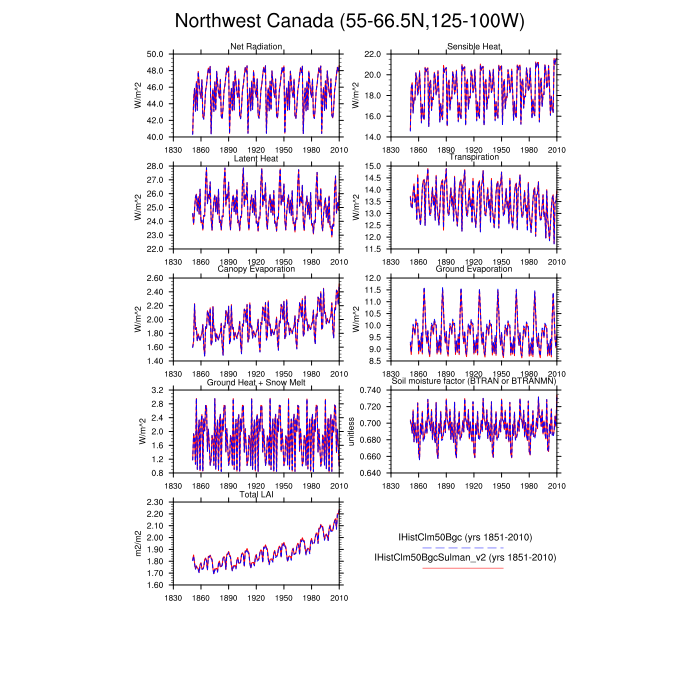 Northwest Canada (55-66.5N,125-100W)
Net Radiation
W/m^2
50.0
48.0
46.0
44.0
42.0
40.0
1830 1860 1890 1920 1950 1980 2010
Sensible Heat
W/m^2
22.0
20.0
18.0
16.0
14.0
1830 1860 1890 1920 1950 1980 2010
Latent Heat
W/m^2
28.0
27.0
26.0
25.0
24.0
23.0
22.0
1830 1860 1890 1920 1950 1980 2010
Transpiration
W/m^2
15.0
14.5
14.0
13.5
13.0
12.5
12.0
11.5
1830 1860 1890 1920 1950 1980 2010
Canopy Evaporation
W/m^2
2.60
2.40
2.20
2.00
1.80
1.60
1.40
1830 1860 1890 1920 1950 1980 2010
Ground Evaporation
W/m^2
12.0
11.5
11.0
10.5
10.0
9.5
9.0
8.5
1830 1860 1890 1920 1950 1980 2010
Ground Heat + Snow Melt
W/m^2
3.2
2.8
2.4
2.0
1.6
1.2
0.8
1830 1860 1890 1920 1950 1980 2010
Soil moisture factor (BTRAN or BTRANMN)
unitless
0.740
0.720
0.700
0.680
0.660
0.640
1830 1860 1890 1920 1950 1980 2010
Total LAI
m2/m2
2.30
2.20
2.10
2.00
1.90
1.80
1.70
1.60
1830 1860 1890 1920 1950 1980 2010
IHistClm50Bgc (yrs 1851-2010)
IHistClm50BgcSulman_v2 (yrs 1851-2010)